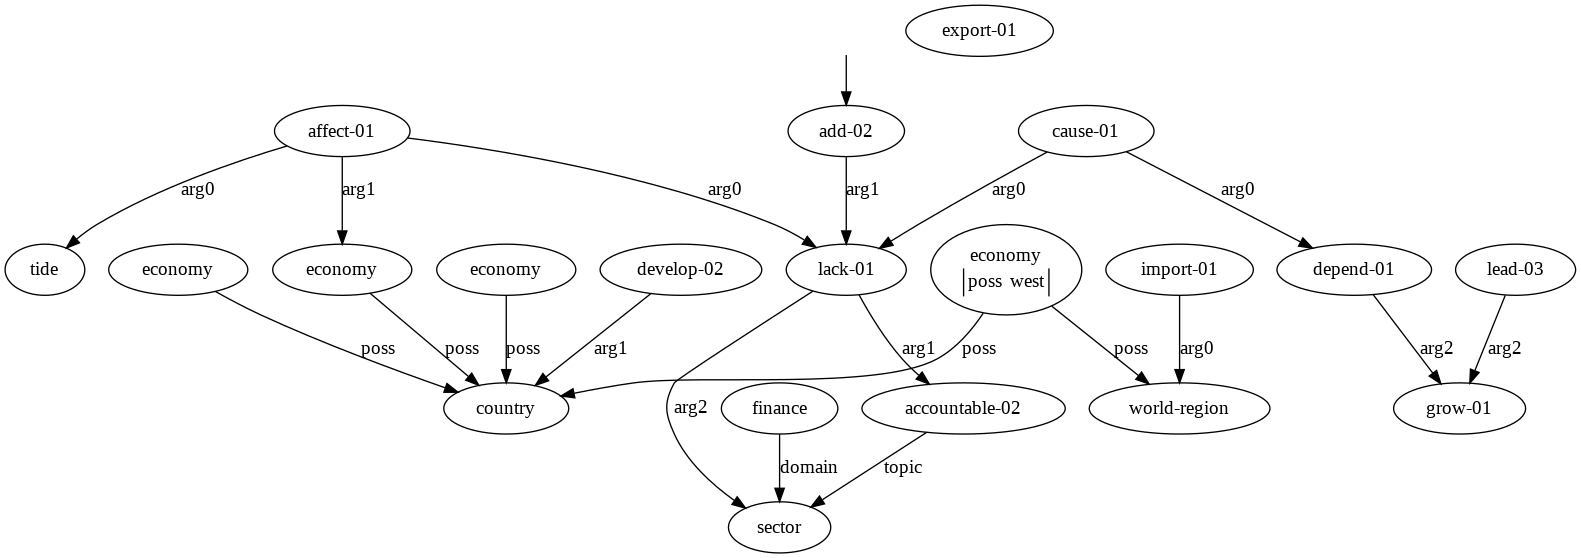 export-01
affect-01
add-02
cause-01
arg0
arg1
arg0
arg1
arg0
arg0
tide
economy
economy
economy
develop-02
lack-01
economy
poss west
import-01
depend-01
lead-03
poss
poss
poss
arg1
arg1
poss
poss
arg0
arg2
arg2
country
arg2
finance
accountable-02
world-region
grow-01
domain
topic
sector